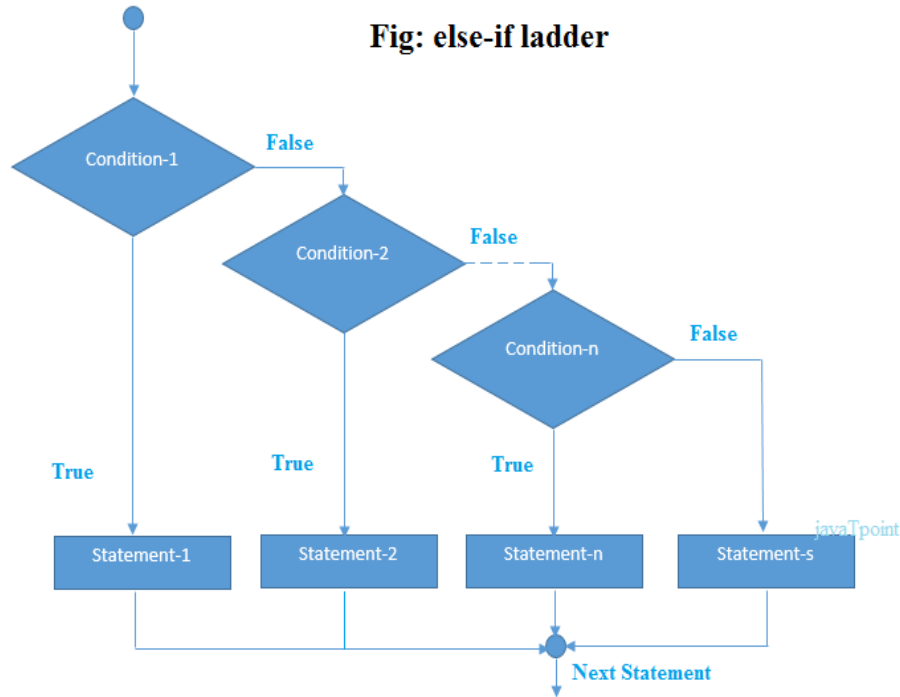 Fig: else-if ladder
Condition-1
False
Condition-2
False
Condition-n
False
True
True
True
javaTpoint
Statement-1
Statement-2
Statement-n
Statement-s
Next Statement